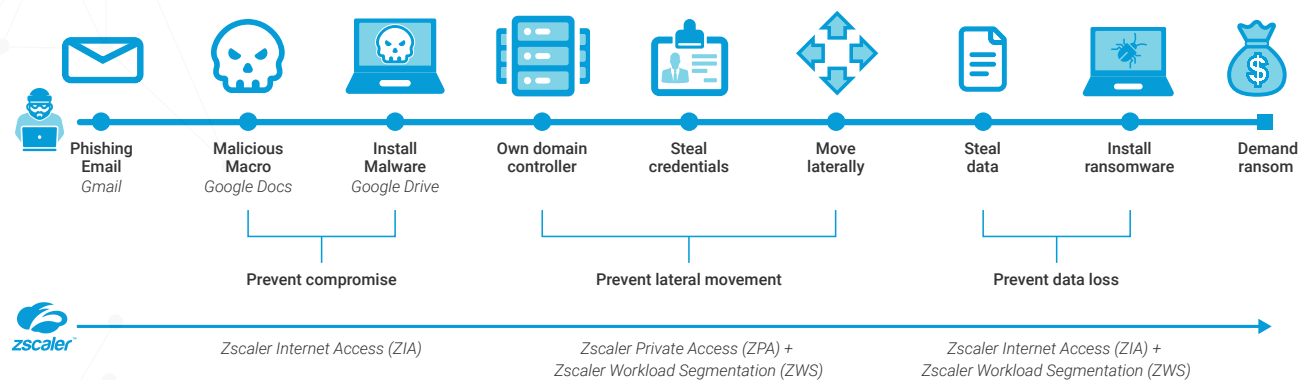 $
Phishing
Email
Gmail
Malicious
Macro
Google Docs
Install
Malware
Google Drive
Own domain
controller
Steal
credentials
Move
laterally
Steal
data
Install
ransomware
Demand
ransom
Prevent compromise
Prevent lateral movement
Prevent data loss
zscaler™
Zscaler Internet Access (ZIA)
Zscaler Private Access (ZPA) +
Zscaler Workload Segmentation (ZWS)
Zscaler Internet Access (ZIA) +
Zscaler Workload Segmentation (ZWS)